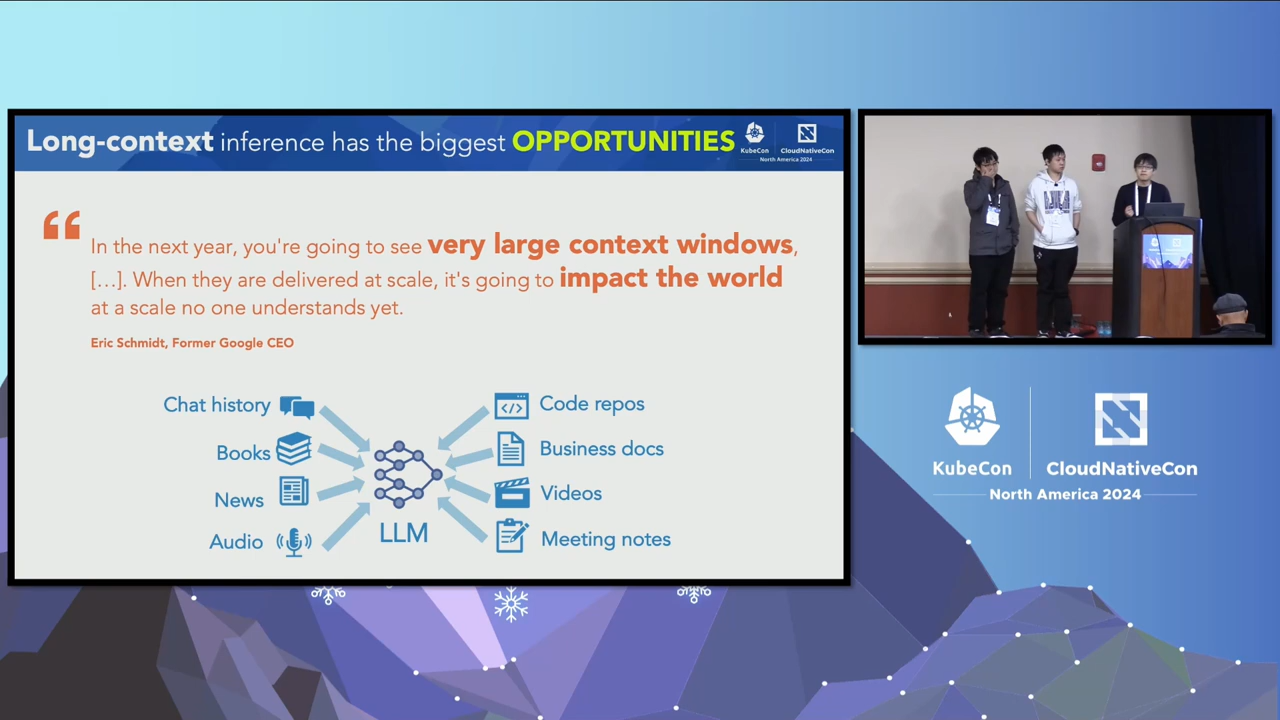 Long-context inference has the biggest OPPORTUNITIES
KubeCon
CloudNativeCon
North America 2024
“
In the next year, you're going to see very large context windows,
[…]. When they are delivered at scale, it's going to impact the world
at a scale no one understands yet.
Eric Schmidt, Former Google CEO
Chat history
Books
News
Audio
LLM
Code repos
Business docs
Videos
Meeting notes
KubeCon
CloudNativeCon
North America 2024